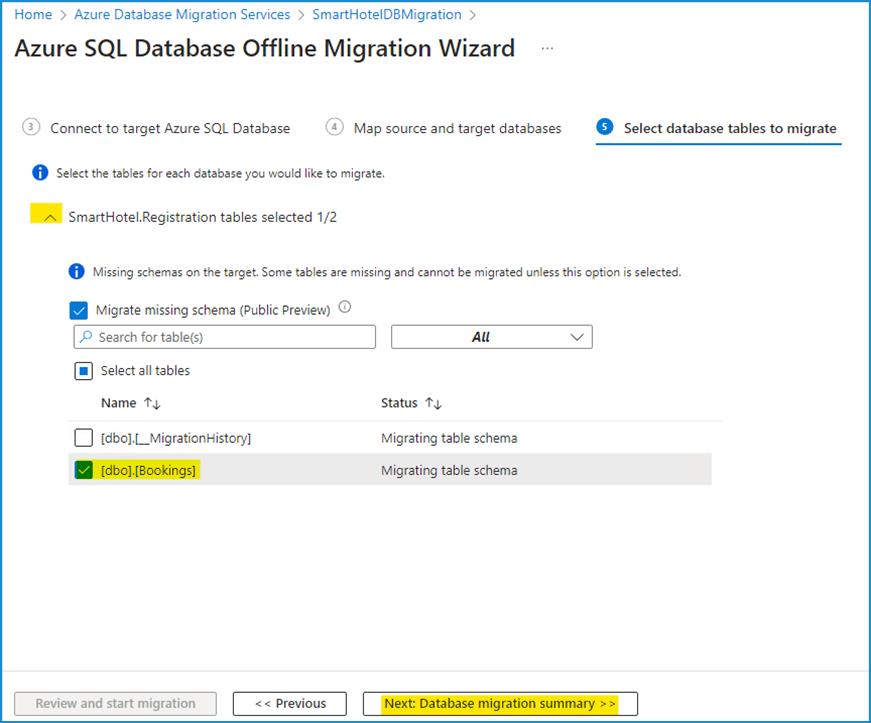 Home > Azure Database Migration Services > SmartHotelDBMigration >
Azure SQL Database Offline Migration Wizard ...
3 Connect to target Azure SQL Database 4 Map source and target databases 5 Select database tables to migrate
Select the tables for each database you would like to migrate.
SmartHotel.Registration tables selected 1/2
Missing schemas on the target. Some tables are missing and cannot be migrated unless this option is selected.
Migrate missing schema (Public Preview)
Search for table(s) All
Select all tables
Name ↑↓ Status ↑↓
[dbo].[__MigrationHistory] Migrating table schema
[dbo].[Bookings] Migrating table schema
Review and start migration << Previous Next: Database migration summary >>